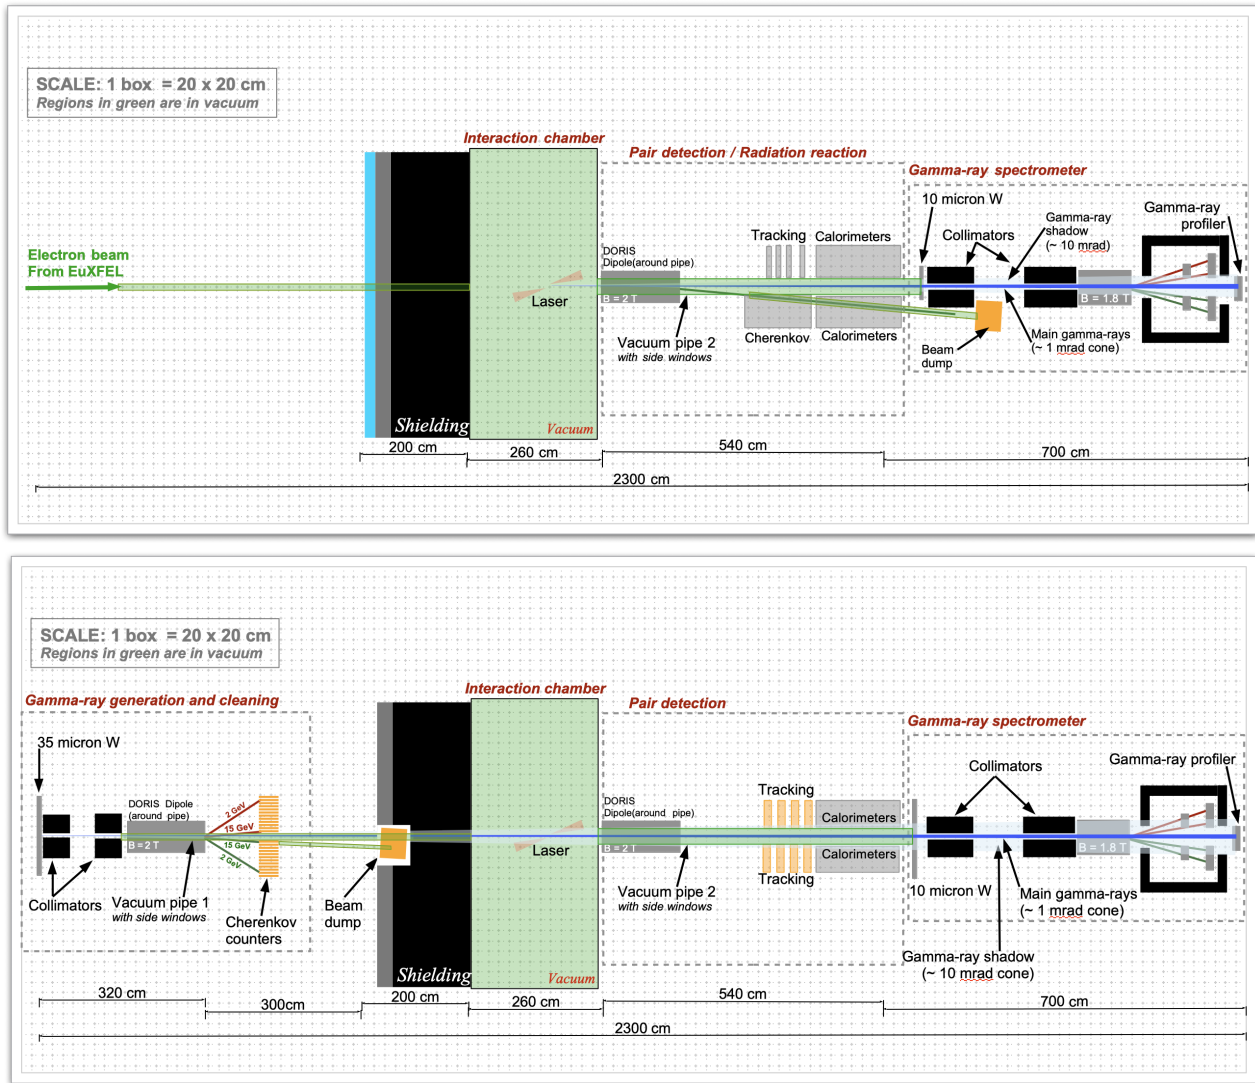 SCALE: 1 box = 20 x 20 cm
Regions in green are in vacuum
Interaction chamber
Pair detection / Radiation reaction
Gamma-ray spectrometer
10 micron W
Gamma-ray
shadow
(~ 10 mrad)
Gamma-ray
profiler
Collimators
Tracking
Calorimeters
DORIS
Dipole(around pipe)
Electron beam
From EuXFEL
Laser
B = 2 T
B = 1.8 T
Vacuum pipe 2
with side windows
Cherenkov
Calorimeters
Beam
dump
Main gamma-rays
(~ 1 mrad cone)
Shielding
Vacuum
200 cm
260 cm
540 cm
700 cm
2300 cm
SCALE: 1 box = 20 x 20 cm
Regions in green are in vacuum
Gamma-ray generation and cleaning
Interaction chamber
Pair detection
Gamma-ray spectrometer
35 micron W
Collimators
Gamma-ray profiler
DORIS Dipole
(around pipe)
2 GeV
15 GeV
15 GeV
2 GeV
B = 2 T
DORIS
Dipole(around pipe)
Tracking
Calorimeters
Laser
B = 2 T
B = 1.8 T
Calorimeters
Tracking
Collimators
Vacuum pipe 1
with side windows
Cherenkov
counters
Beam
dump
Vacuum pipe 2
with side windows
10 micron W
Main gamma-rays
(~ 1 mrad cone)
Gamma-ray shadow
(~ 10 mrad cone)
Shielding
Vacuum
320 cm
300cm
200 cm
260 cm
540 cm
700 cm
2300 cm